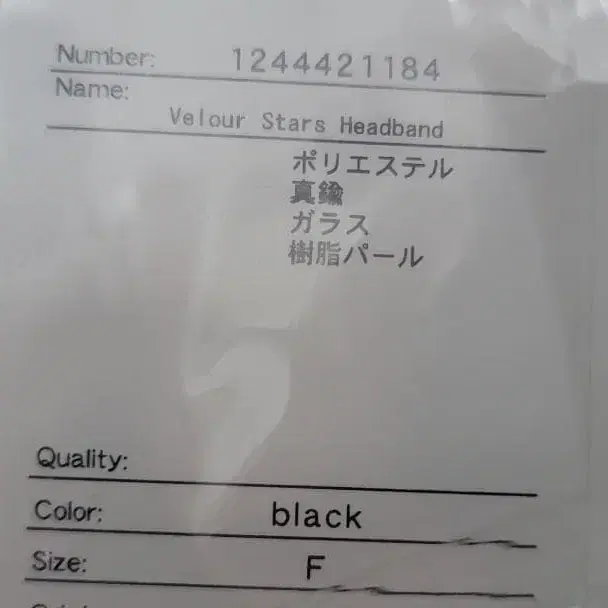 Number: 1244421184
Name:
Velour Stars Headband
ポリエステル
真鍮
ガラス
樹脂パール
Quality:
Color: black
Size: F